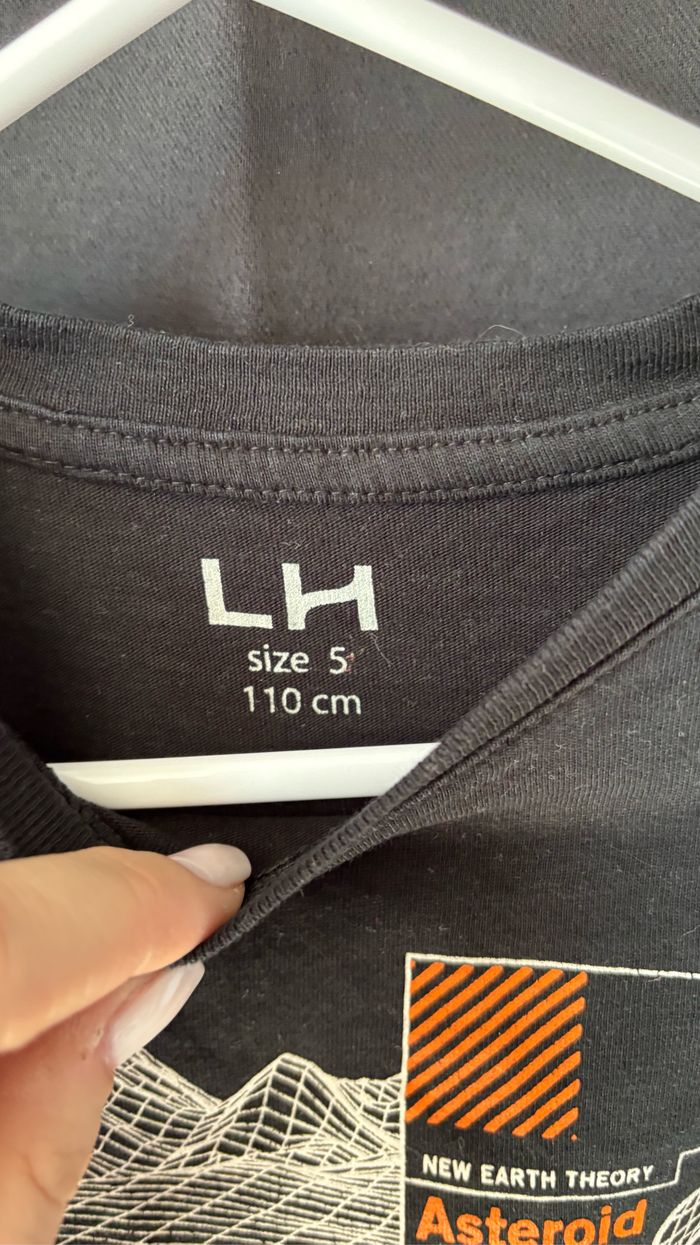 LH
size 5
110 cm
NEW EARTH THEORY
Asteroid